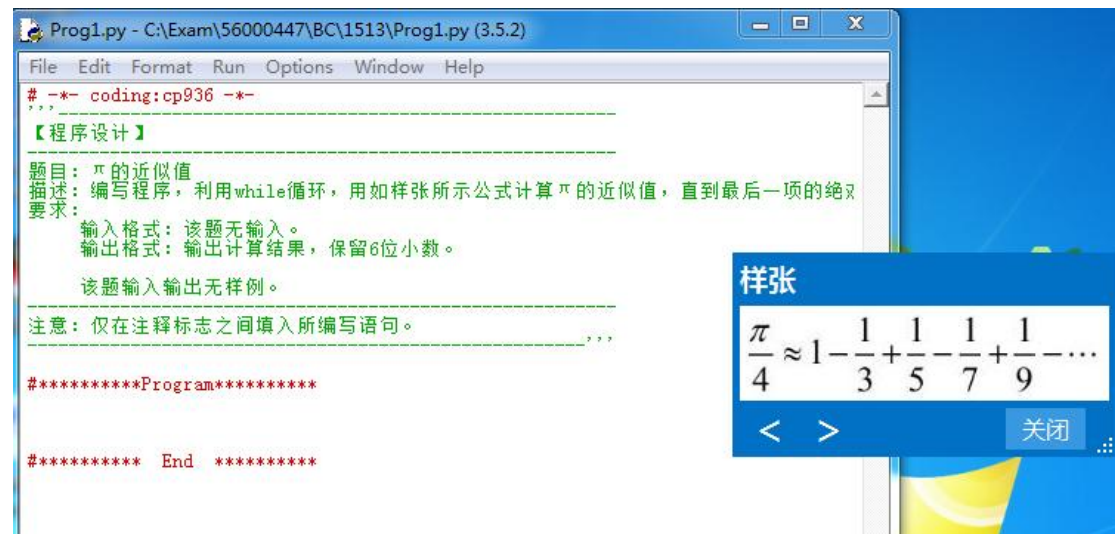 Prog1.py - C:\Exam\56000447\BC\1513\Prog1.py (3.5.2)
File Edit Format Run Options Window Help
# -*- coding:cp936 -*-
'''------------------------------------------------------
【程序设计】
---------------------------------------------------------
题目：π的近似值
描述：编写程序，利用while循环，用如样张所示公式计算π的近似值，直到最后一项的绝
要求：
输入格式：该题无输入。
输出格式：输出计算结果，保留6位小数。
该题输入输出无样例。
---------------------------------------------------------
注意：仅在注释标志之间填入所编写语句。
------------------------------------------------------'''
#**********Program**********
#********** End **********
样张
π/4 ≈ 1 − 1/3 + 1/5 − 1/7 + 1/9 − ⋯
< >
关闭